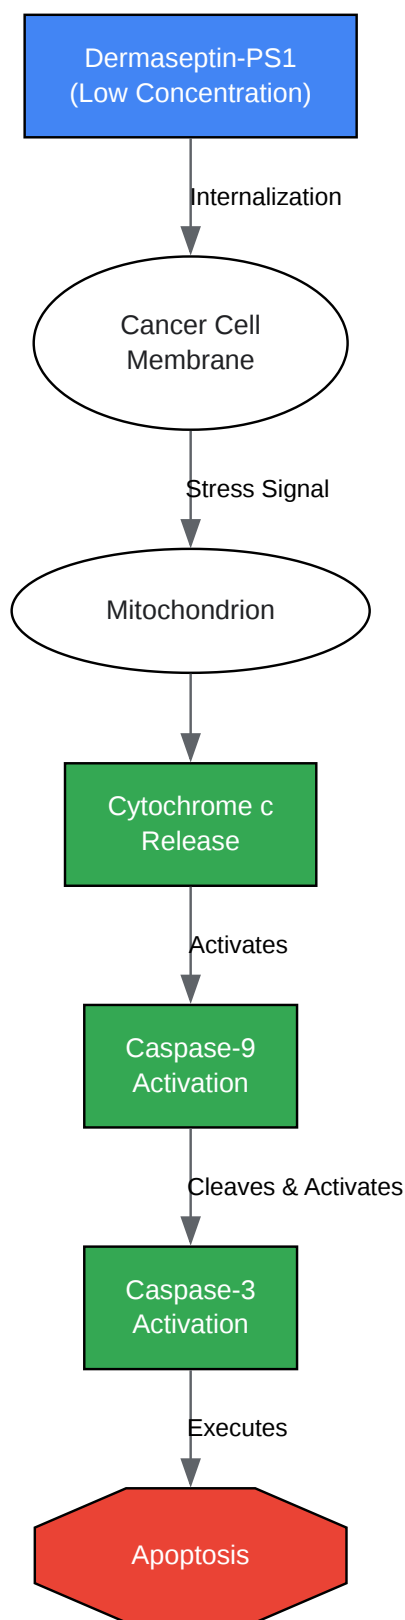 Dermaseptin-PS1
(Low Concentration)
Internalization
Cancer Cell
Membrane
Stress Signal
Mitochondrion
Cytochrome c
Release
Activates
Caspase-9
Activation
Cleaves & Activates
Caspase-3
Activation
Executes
Apoptosis